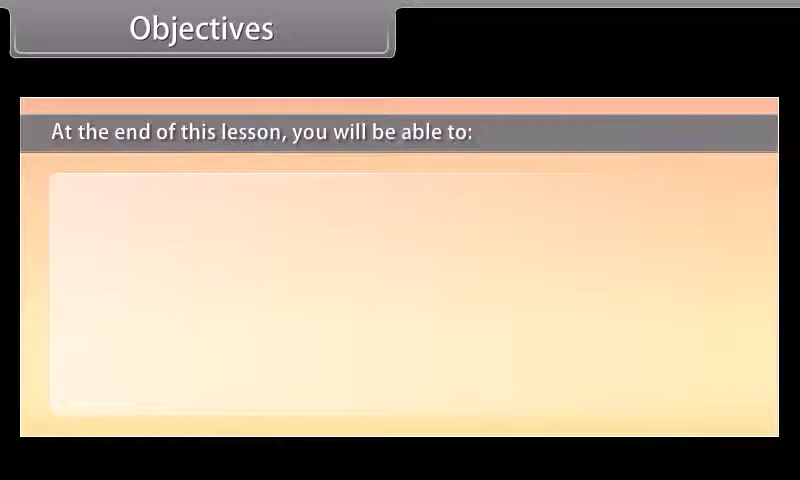 Objectives
At the end of this lesson, you will be able to: